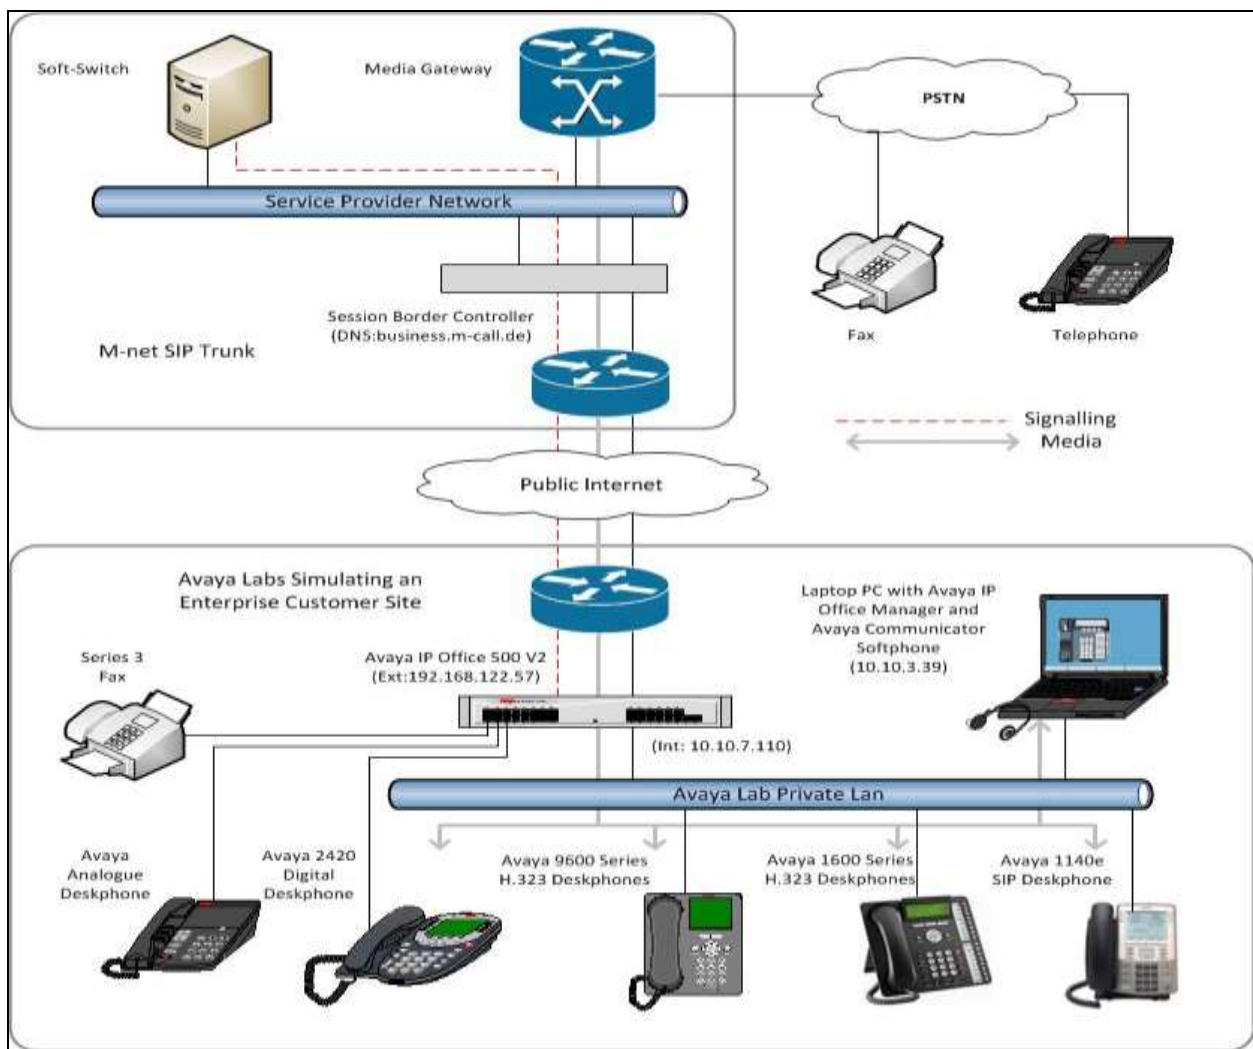 Soft-Switch
Media Gateway
PSTN
Service Provider Network
Session Border Controller
(DNS:business.m-call.de)
M-net SIP Trunk
Fax
Telephone
Signalling
Media
Public Internet
Avaya Labs Simulating an
Enterprise Customer Site
Laptop PC with Avaya IP
Office Manager and
Avaya Communicator
Softphone
(10.10.3.39)
Series 3
Fax
Avaya IP Office 500 V2
(Ext:192.168.122.57)
(Int: 10.10.7.110)
Avaya Lab Private Lan
Avaya
Analogue
Deskphone
Avaya 2420
Digital
Deskphone
Avaya 9600 Series
H.323 Deskphones
Avaya 1600 Series
H.323 Deskphones
Avaya 1140e
SIP Deskphone